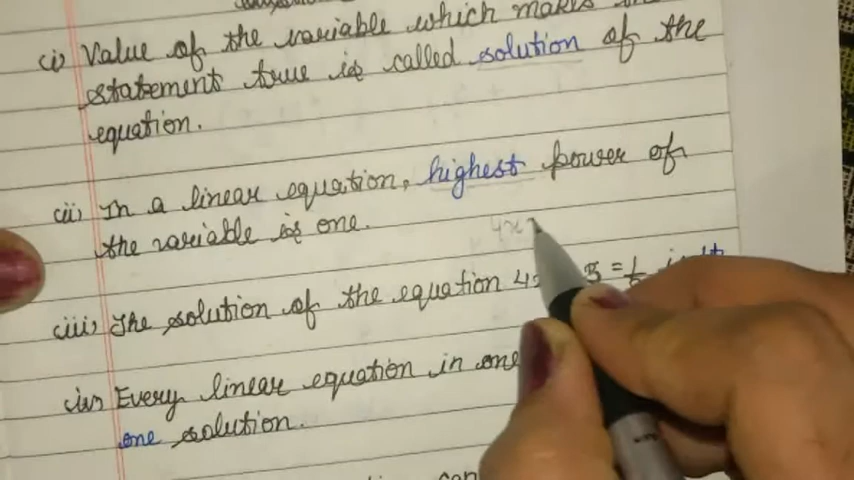 (i) Value of the variable which makes
statement true is called solution of the
equation.
(ii) In a linear equation, highest power of
the variable is one.
4x
(iii) The solution of the equation 4
(iv) Every linear equation in one
one solution.